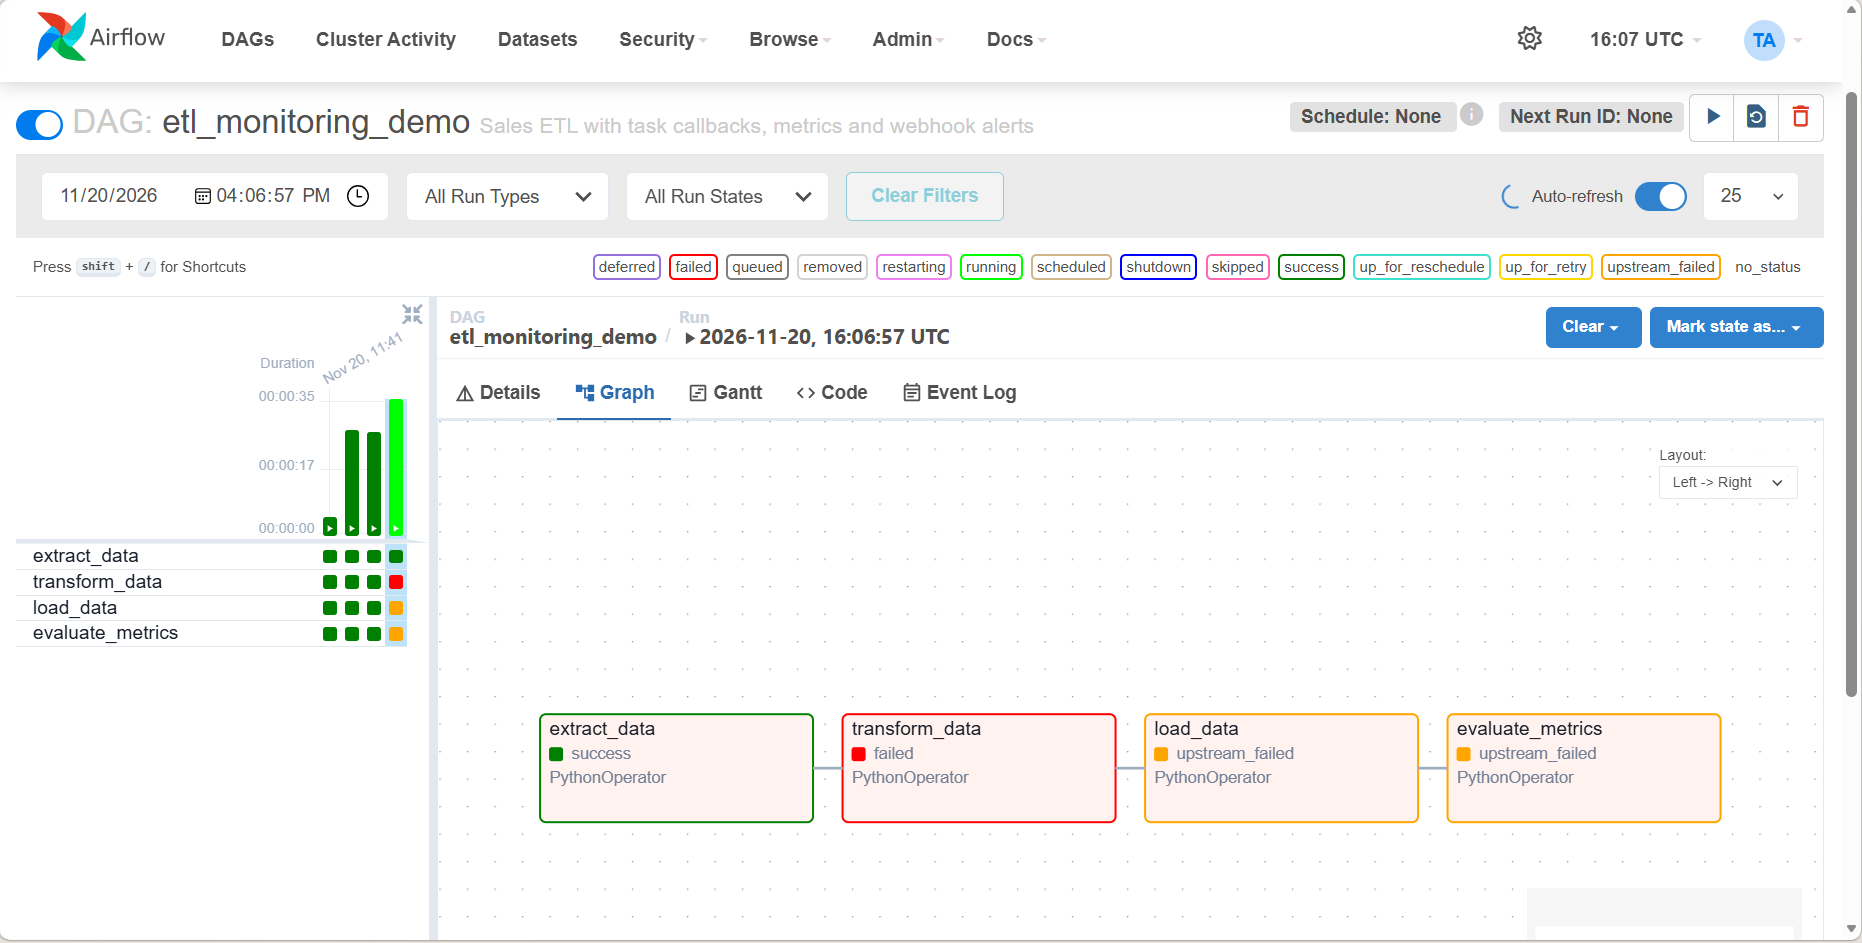 Airflow DAGs Cluster Activity Datasets Security Browse Admin Docs 16:07 UTC TA
DAG: etl_monitoring_demo Sales ETL with task callbacks, metrics and webhook alerts Schedule: None i Next Run ID: None
11/20/2026 04:06:57 PM All Run Types All Run States Clear Filters Auto-refresh 25
Press shift + / for Shortcuts deferred failed queued removed restarting running scheduled shutdown skipped success up_for_reschedule up_for_retry upstream_failed no_status
DAG Run
etl_monitoring_demo / 2026-11-20, 16:06:57 UTC Clear Mark state as...
Details Graph Gantt Code Event Log
Duration Nov 20, 11:41
00:00:35
00:00:17
00:00:00
extract_data
transform_data
load_data
evaluate_metrics
Layout:
Left -> Right
extract_data
success
PythonOperator
transform_data
failed
PythonOperator
load_data
upstream_failed
PythonOperator
evaluate_metrics
upstream_failed
PythonOperator